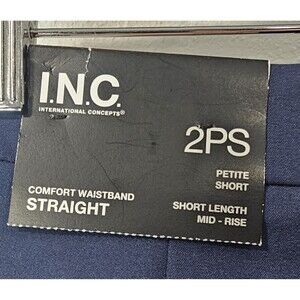 I.N.C.
INTERNATIONAL CONCEPTS®
2PS
PETITE
SHORT
COMFORT WAISTBAND
STRAIGHT
SHORT LENGTH
MID - RISE